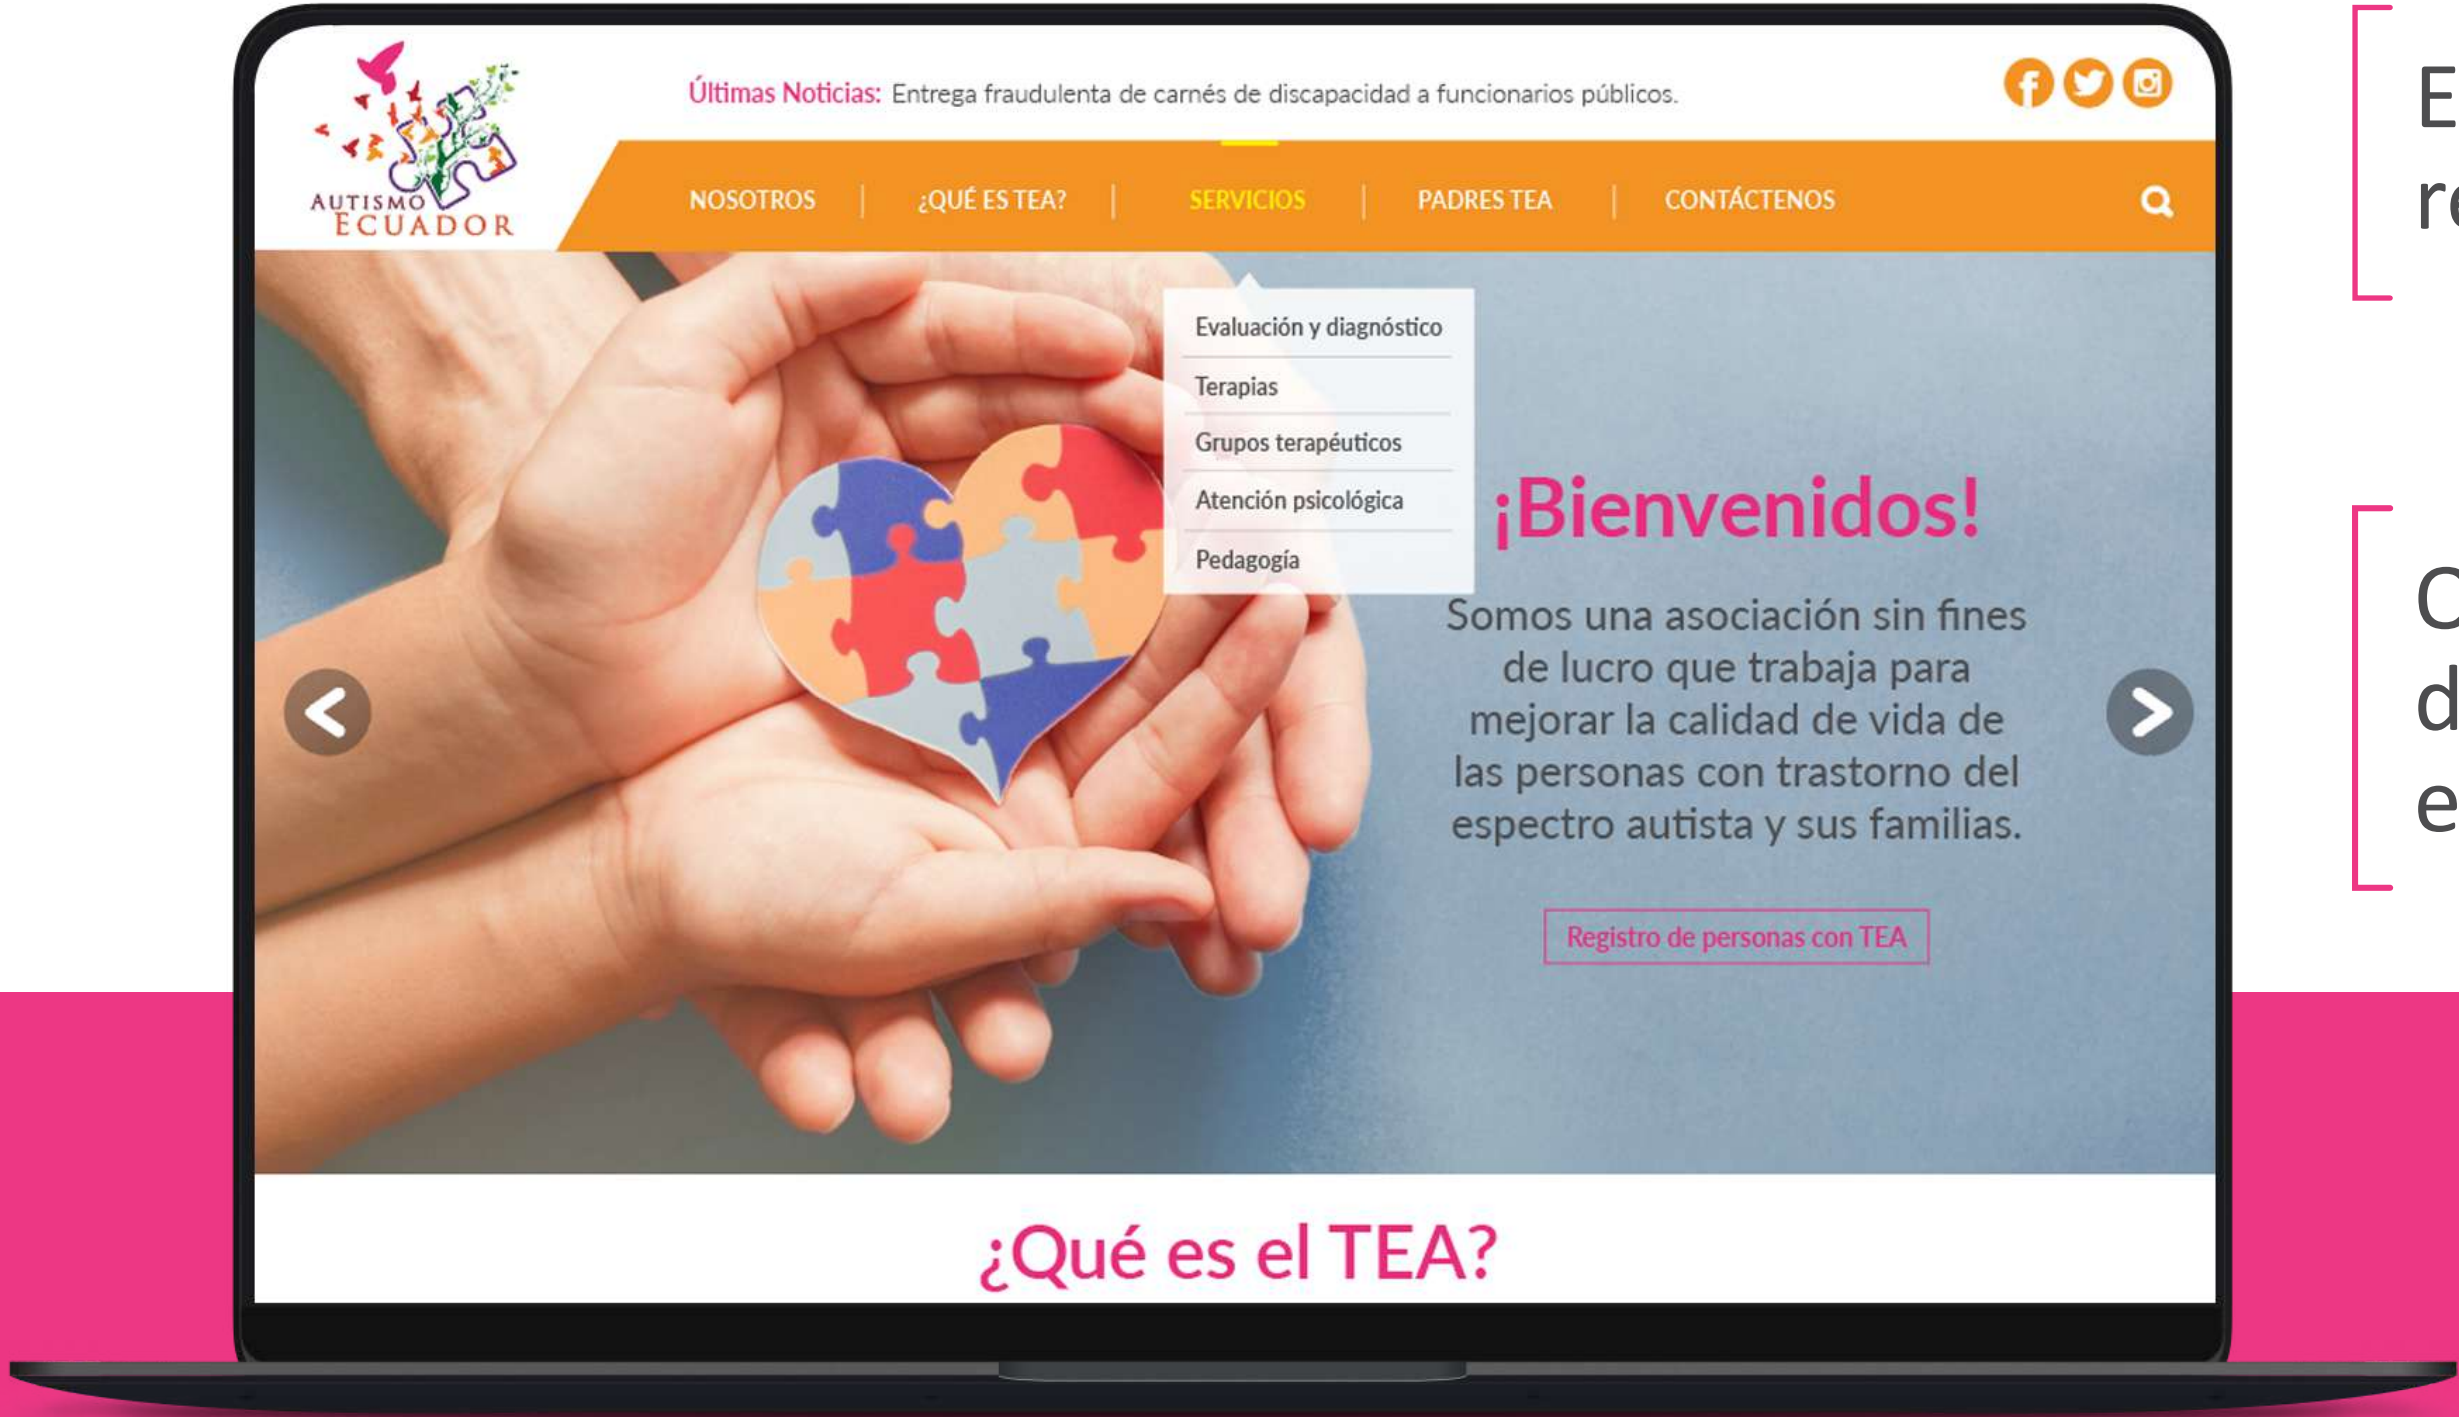 AUTISMO
ECUADOR
Últimas Noticias: Entrega fraudulenta de carnés de discapacidad a funcionarios públicos.
NOSOTROS | ¿QUÉ ES TEA? | SERVICIOS | PADRES TEA | CONTÁCTENOS
Evaluación y diagnóstico
Terapias
Grupos terapéuticos
Atención psicológica
Pedagogía
¡Bienvenidos!
Somos una asociación sin fines
de lucro que trabaja para
mejorar la calidad de vida de
las personas con trastorno del
espectro autista y sus familias.
Registro de personas con TEA
¿Qué es el TEA?